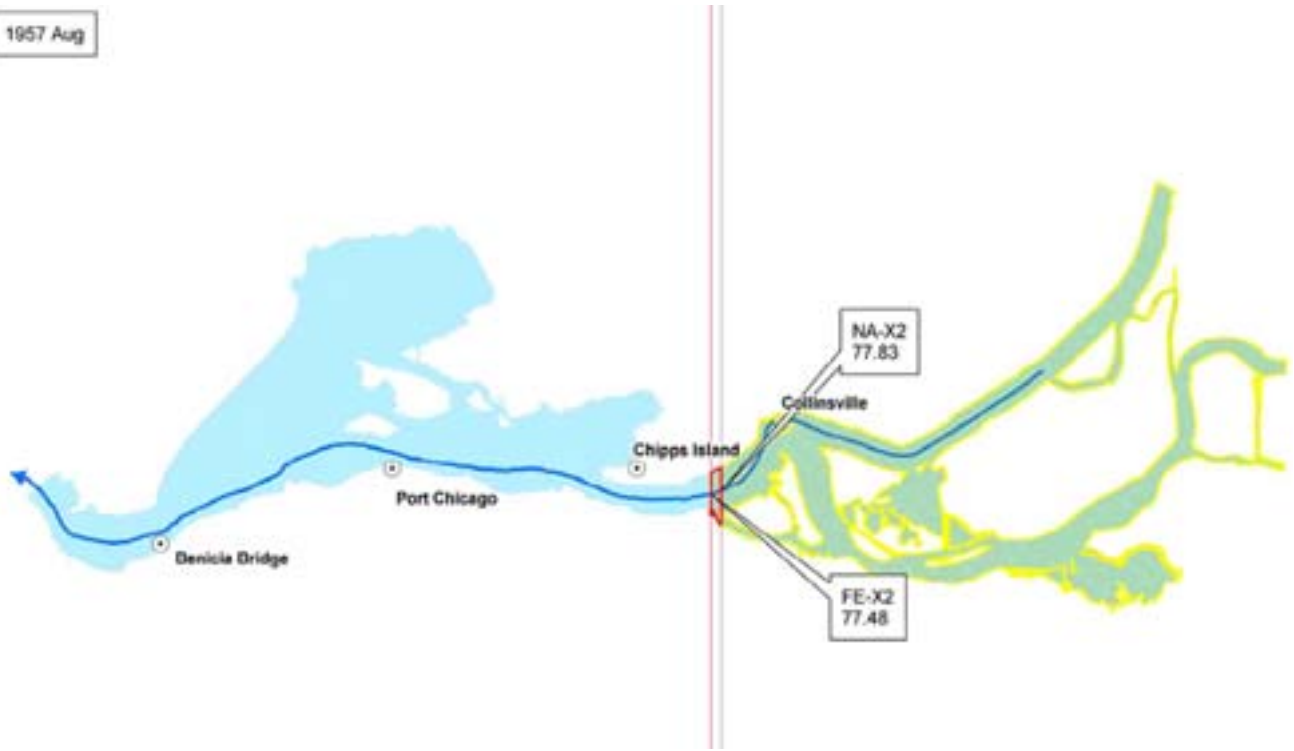 1957 Aug
NA-X2
77.83
Collinsville
Chipps Island
Port Chicago
Benicia Bridge
FE-X2
77.48